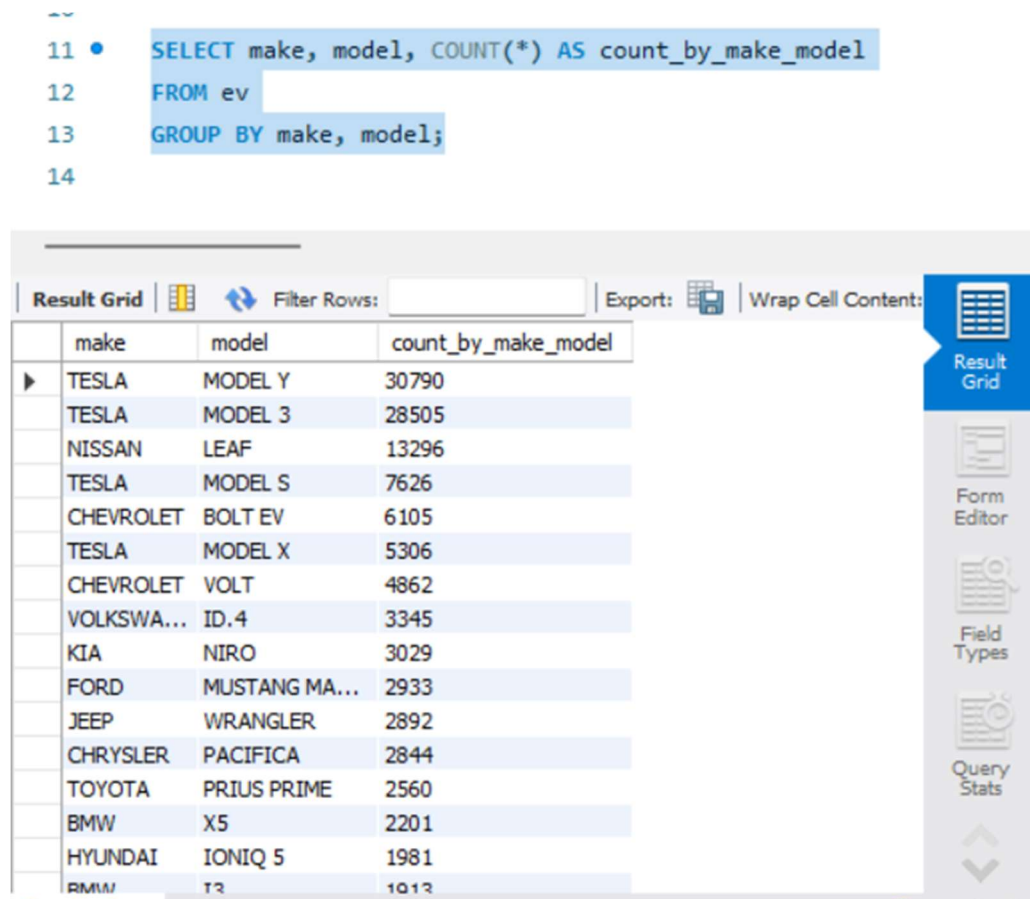 11 SELECT make, model, COUNT(*) AS count_by_make_model
12 FROM ev
13 GROUP BY make, model;
14
Result Grid Filter Rows: Export: Wrap Cell Content:
make model count_by_make_model
TESLA MODEL Y 30790
TESLA MODEL 3 28505
NISSAN LEAF 13296
TESLA MODEL S 7626
CHEVROLET BOLT EV 6105
TESLA MODEL X 5306
CHEVROLET VOLT 4862
VOLKSWA... ID.4 3345
KIA NIRO 3029
FORD MUSTANG MA... 2933
JEEP WRANGLER 2892
CHRYSLER PACIFICA 2844
TOYOTA PRIUS PRIME 2560
BMW X5 2201
HYUNDAI IONIQ 5 1981
BMW I3 1913
Result
Grid
Form
Editor
Field
Types
Query
Stats